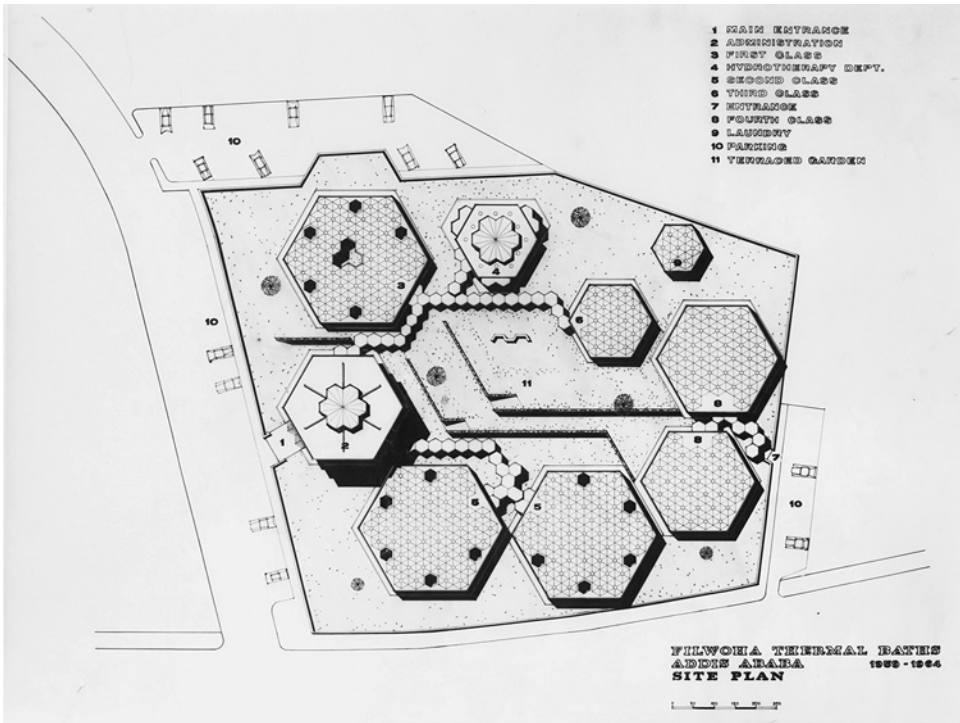 1 MAIN ENTRANCE
2 ADMINISTRATION
3 FIRST CLASS
4 HYDROTHERAPY DEPT.
5 SECOND CLASS
6 THIRD CLASS
7 ENTRANCE
8 FOURTH CLASS
9 LAUNDRY
10 PARKING
11 TERRACED GARDEN
10
9
4
3
10
6
11
8
1
2
8
7
5
5
10
FILWOHA THERMAL BATHS
ADDIS ABABA 1959-1964
SITE PLAN